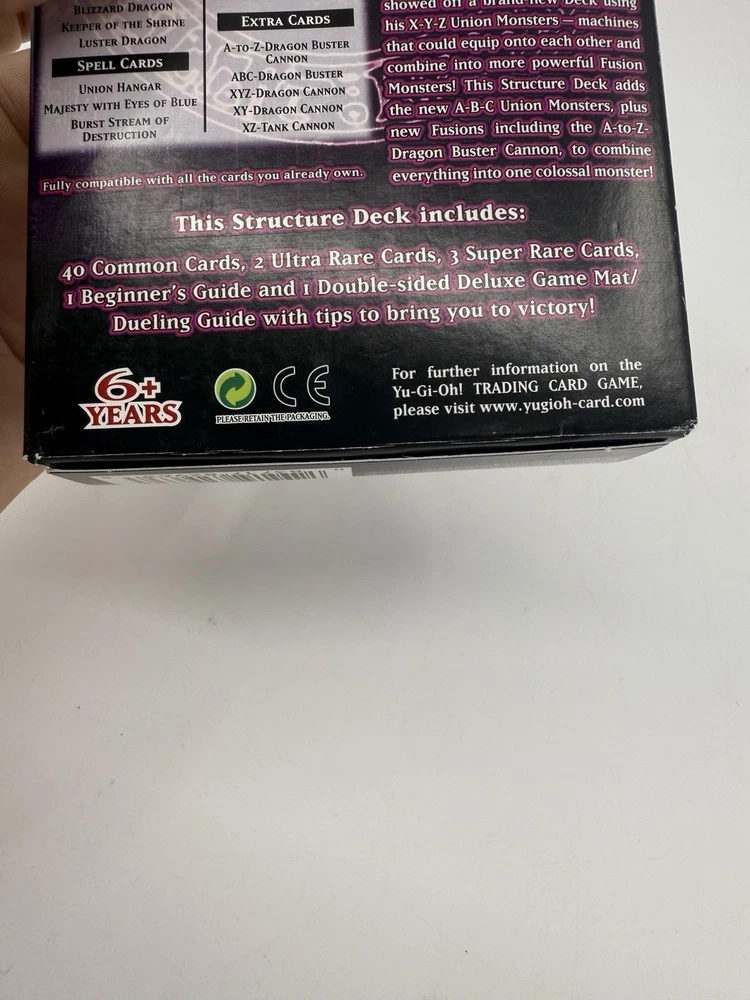 Blizzard Dragon
Keeper of the Shrine
Luster Dragon
Spell Cards
Union Hangar
Majesty with Eyes of Blue
Burst Stream of
Destruction
Extra Cards
A-to-Z-Dragon Buster
Cannon
ABC-Dragon Buster
XYZ-Dragon Cannon
XY-Dragon Cannon
XZ-Tank Cannon
showed off a brand-new Deck using
his X-Y-Z Union Monsters — machines
that could equip onto each other and
combine into more powerful Fusion
Monsters! This Structure Deck adds
the new A-B-C Union Monsters, plus
new Fusions including the A-to-Z-
Dragon Buster Cannon, to combine
everything into one colossal monster!
Fully compatible with all the cards you already own.
This Structure Deck includes:
40 Common Cards, 2 Ultra Rare Cards, 3 Super Rare Cards,
1 Beginner's Guide and 1 Double-sided Deluxe Game Mat/
Dueling Guide with tips to bring you to victory!
6+
YEARS
CE
PLEASE RETAIN THE PACKAGING.
For further information on the
Yu-Gi-Oh! TRADING CARD GAME,
please visit www.yugioh-card.com